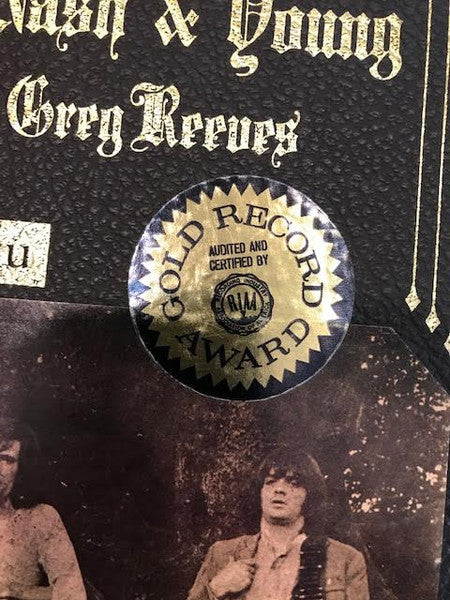 Nash & Young
Greg Reeves
u
GOLD RECORD
AUDITED AND
CERTIFIED BY
RIAA
AWARD